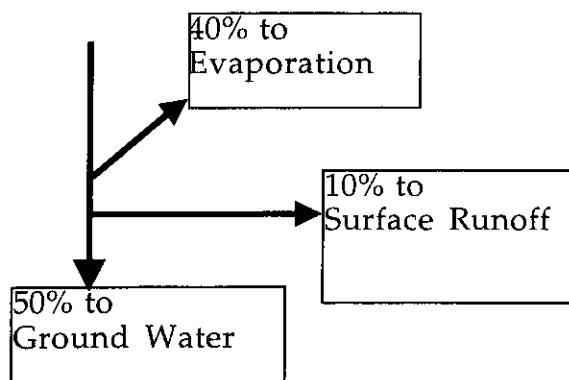 40% to
Evaporation
10% to
Surface Runoff
50% to
Ground Water